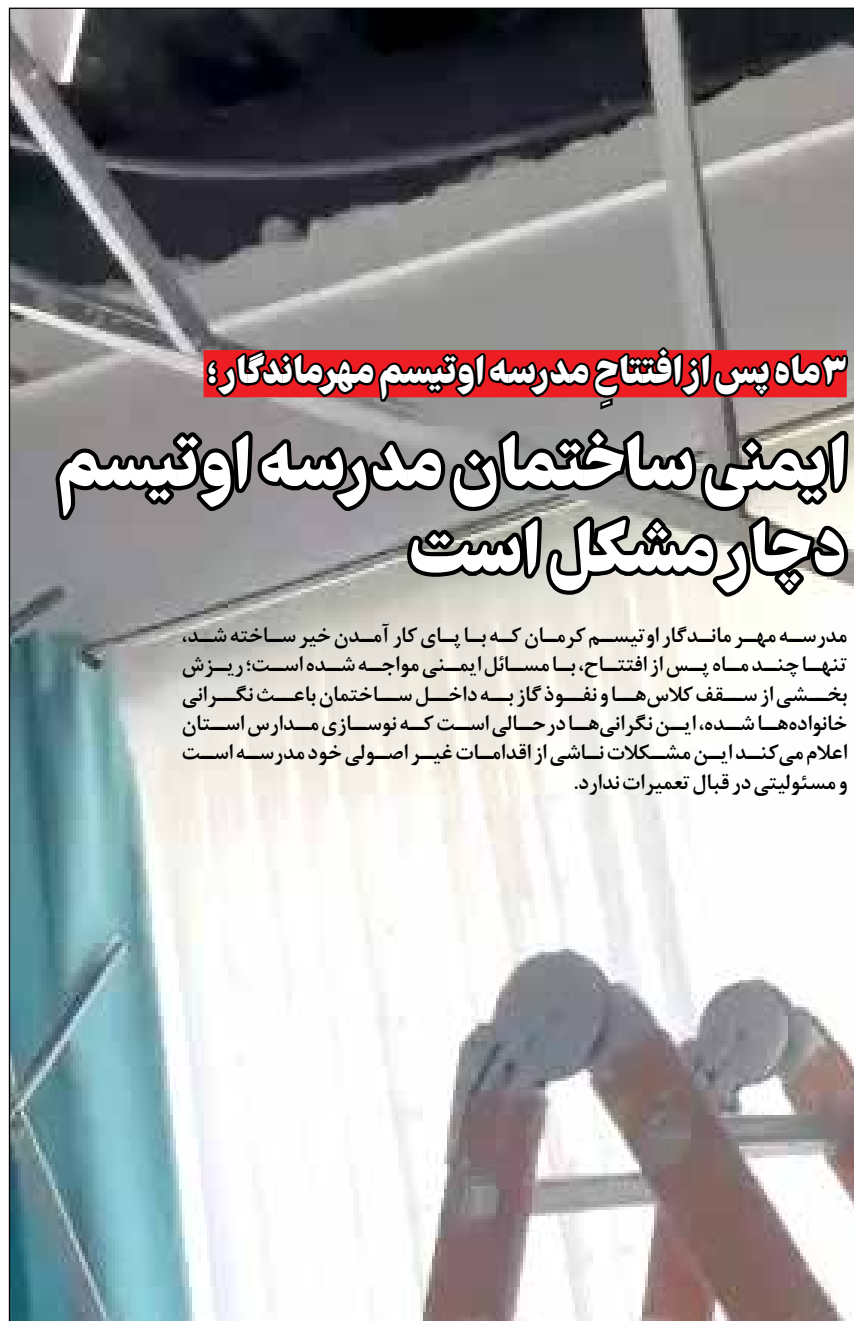 ۳ ماه پس از افتتاحِ مدرسه اوتیسم مهرماندگار؛
ایمنی ساختمان مدرسه اوتیسم
دچار مشکل است
مدرسه مهر ماندگار اوتیسم کرمان که با پای کار آمدن خیر ساخته شد،
تنها چند ماه پس از افتتاح، با مسائل ایمنی مواجه شده است؛ ریزش
بخشی از سقف کلاس‌ها و نفوذ گاز به داخل ساختمان باعث نگرانی
خانواده‌ها شده، این نگرانی‌ها در حالی است که نوسازی مدارس استان
اعلام می‌کند این مشکلات ناشی از اقدامات غیر اصولی خود مدرسه است
و مسئولیتی در قبال تعمیرات ندارد.